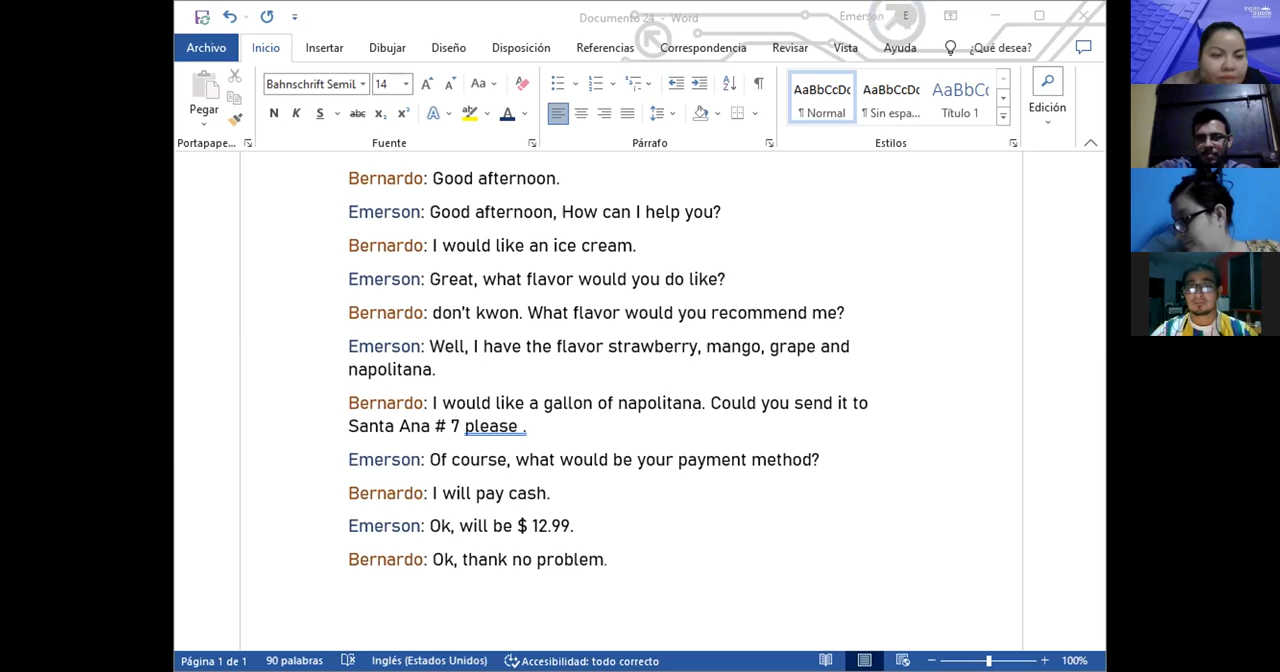 Documento 24 - Word
Emerson E
Archivo Inicio Insertar Dibujar Diseño Disposición Referencias Correspondencia Revisar Vista Ayuda ¿Qué desea?
Pegar
Bahnschrift SemiL 14 Aa
AaBbCcDc AaBbCcDc AaBbCc
N K S abc x₂ x² A A
¶ Normal ¶ Sin espa... Título 1
Edición
Portapape... Fuente Párrafo Estilos
Bernardo: Good afternoon.
Emerson: Good afternoon, How can I help you?
Bernardo: I would like an ice cream.
Emerson: Great, what flavor would you do like?
Bernardo: don't kwon. What flavor would you recommend me?
Emerson: Well, I have the flavor strawberry, mango, grape and
napolitana.
Bernardo: I would like a gallon of napolitana. Could you send it to
Santa Ana # 7 please .
Emerson: Of course, what would be your payment method?
Bernardo: I will pay cash.
Emerson: Ok, will be $ 12.99.
Bernardo: Ok, thank no problem.
Página 1 de 1 90 palabras Inglés (Estados Unidos) Accesibilidad: todo correcto 100%